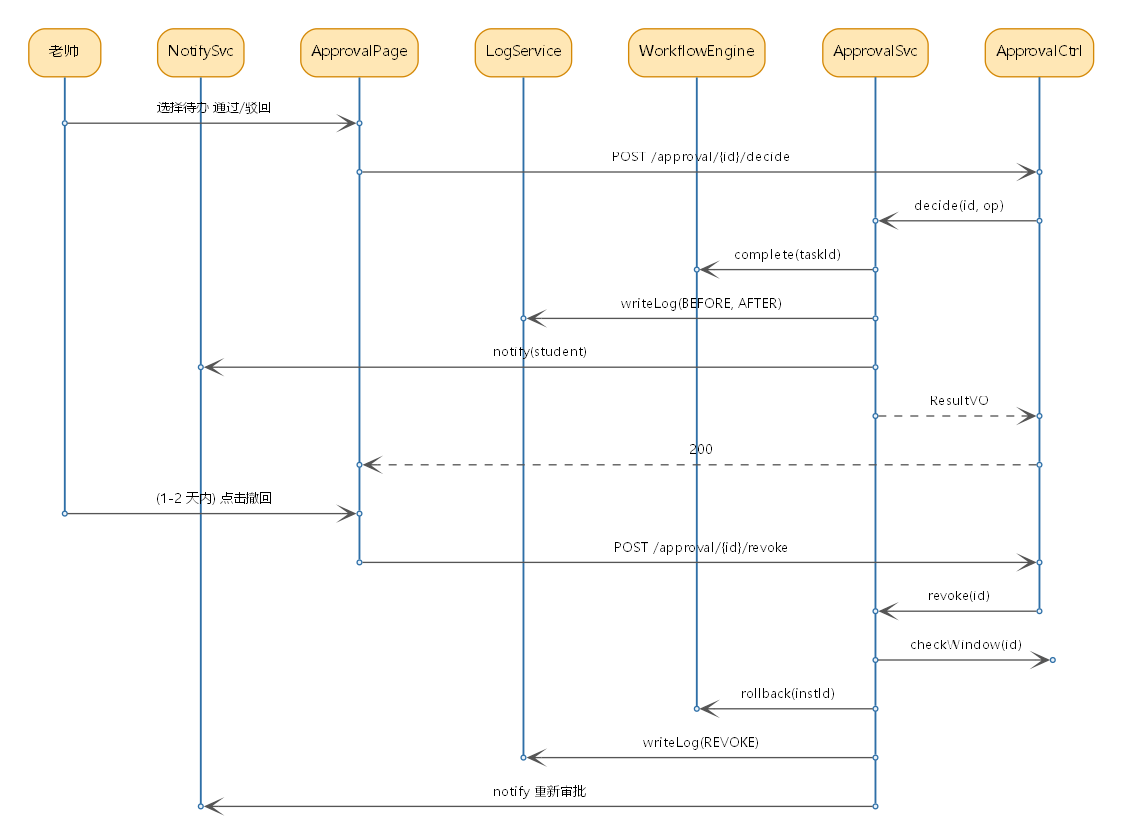 老师
NotifySvc
ApprovalPage
LogService
WorkflowEngine
ApprovalSvc
ApprovalCtrl
选择待办 通过/驳回
POST /approval/{id}/decide
decide(id, op)
complete(taskId)
writeLog(BEFORE, AFTER)
notify(student)
ResultVO
200
(1-2 天内) 点击撤回
POST /approval/{id}/revoke
revoke(id)
checkWindow(id)
rollback(instId)
writeLog(REVOKE)
notify 重新审批